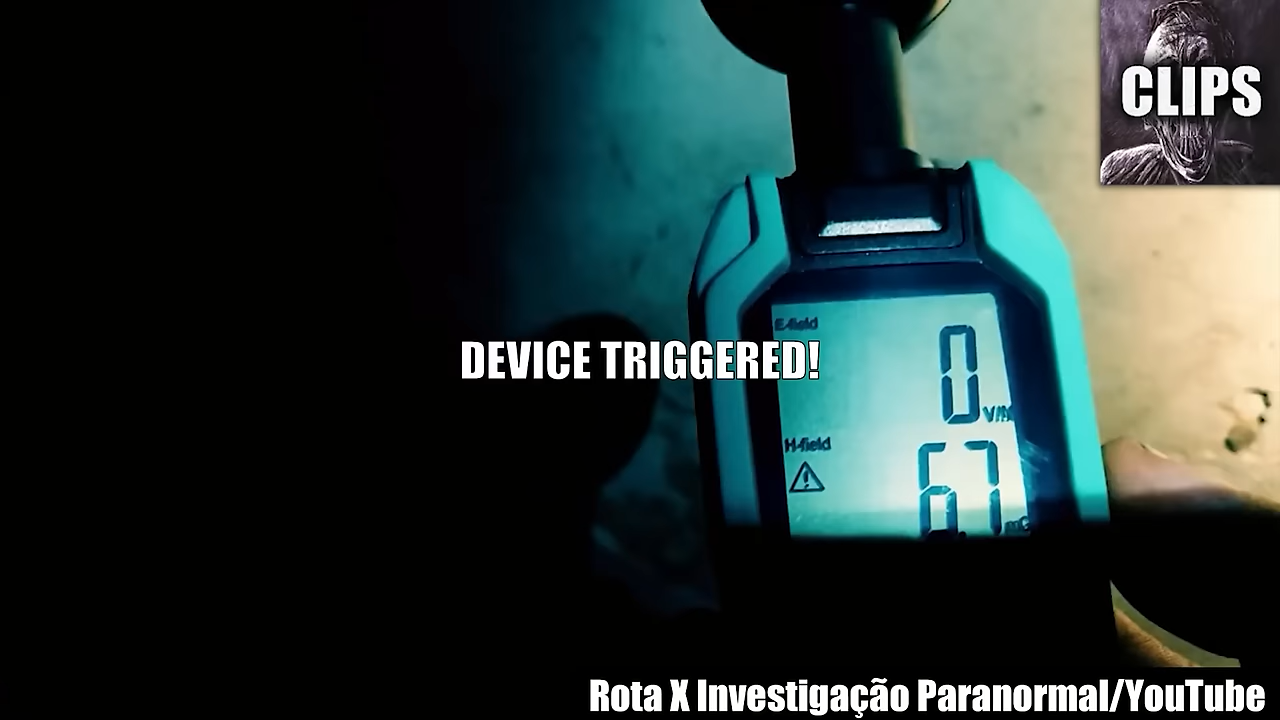 CLIPS
E-field
0
V/m
DEVICE TRIGGERED!
H-field
67
Rota X Investigação Paranormal/YouTube